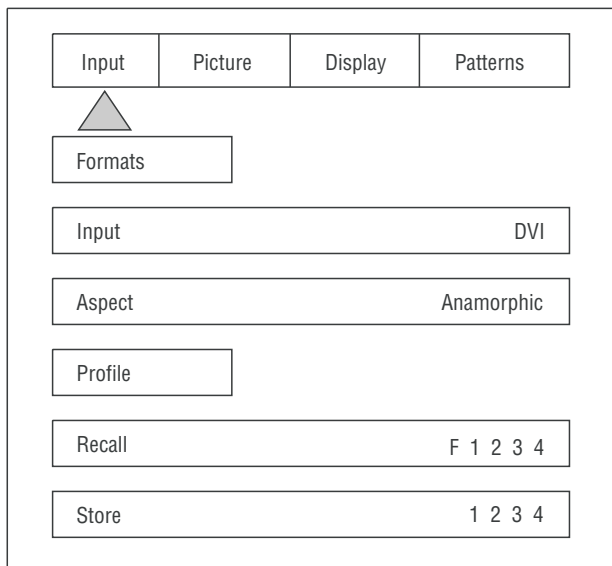 Input Picture Display Patterns
Formats
Input DVI
Aspect Anamorphic
Profile
Recall F 1 2 3 4
Store 1 2 3 4